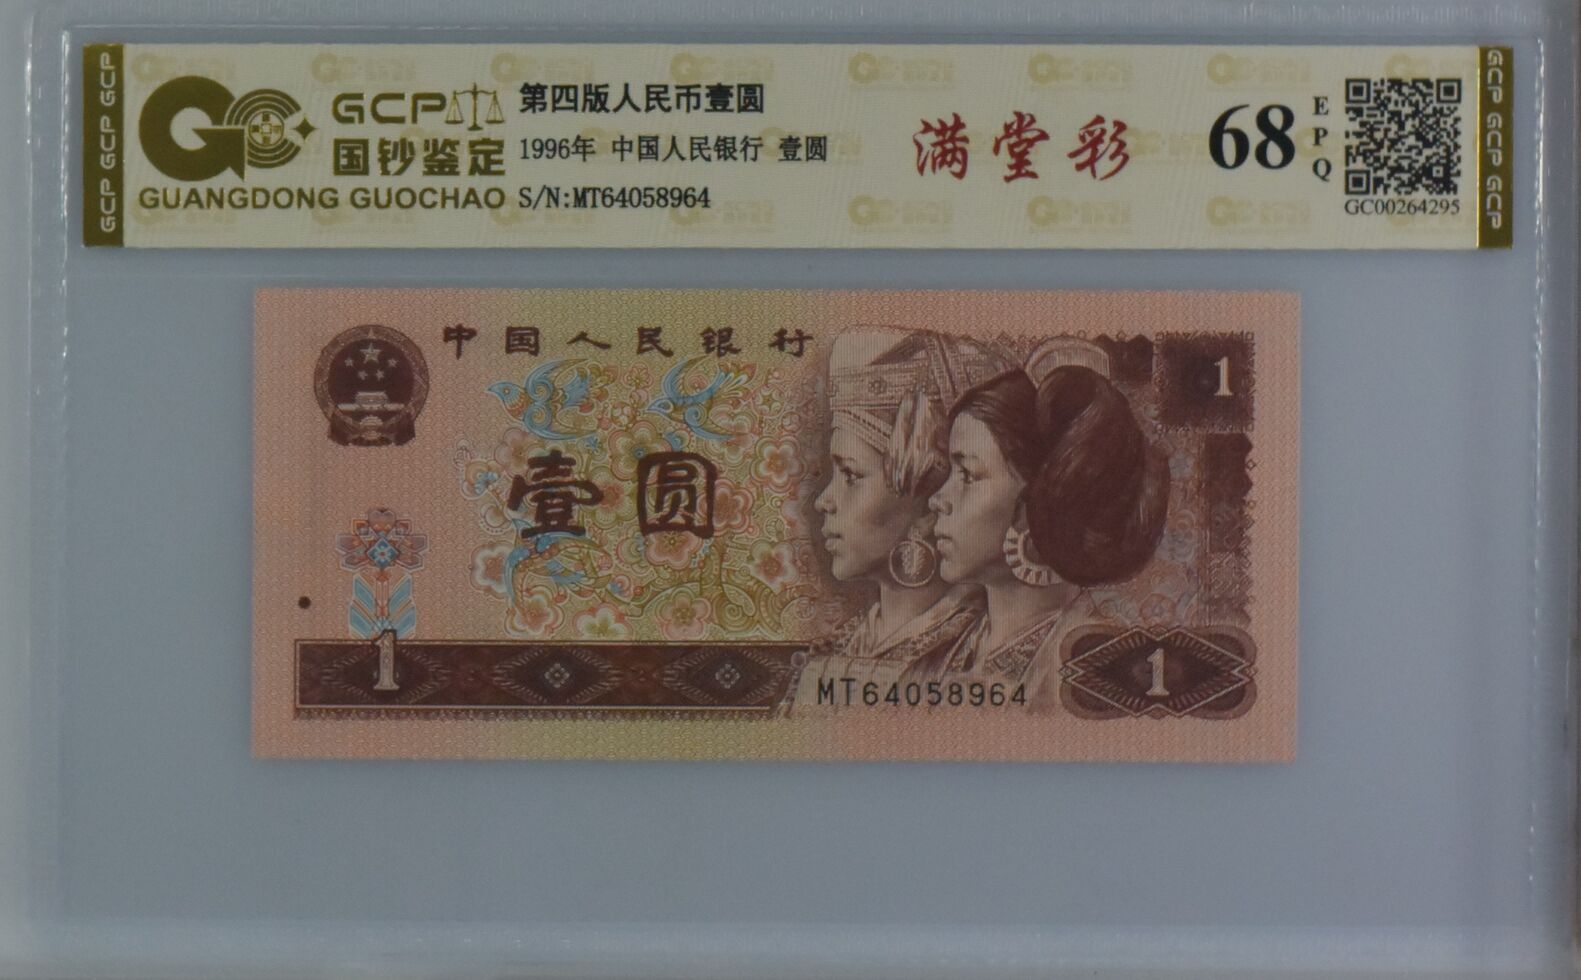 GCP GCP GCP
GCP
国钞鉴定
GUANGDONG GUOCHAO
第四版人民币壹圆
1996年 中国人民银行 壹圆
S/N:MT64058964
满堂彩
68
EPQ
GC00264295
GCP GCP GCP
中国人民银行
1
壹圆
1
MT64058964
1